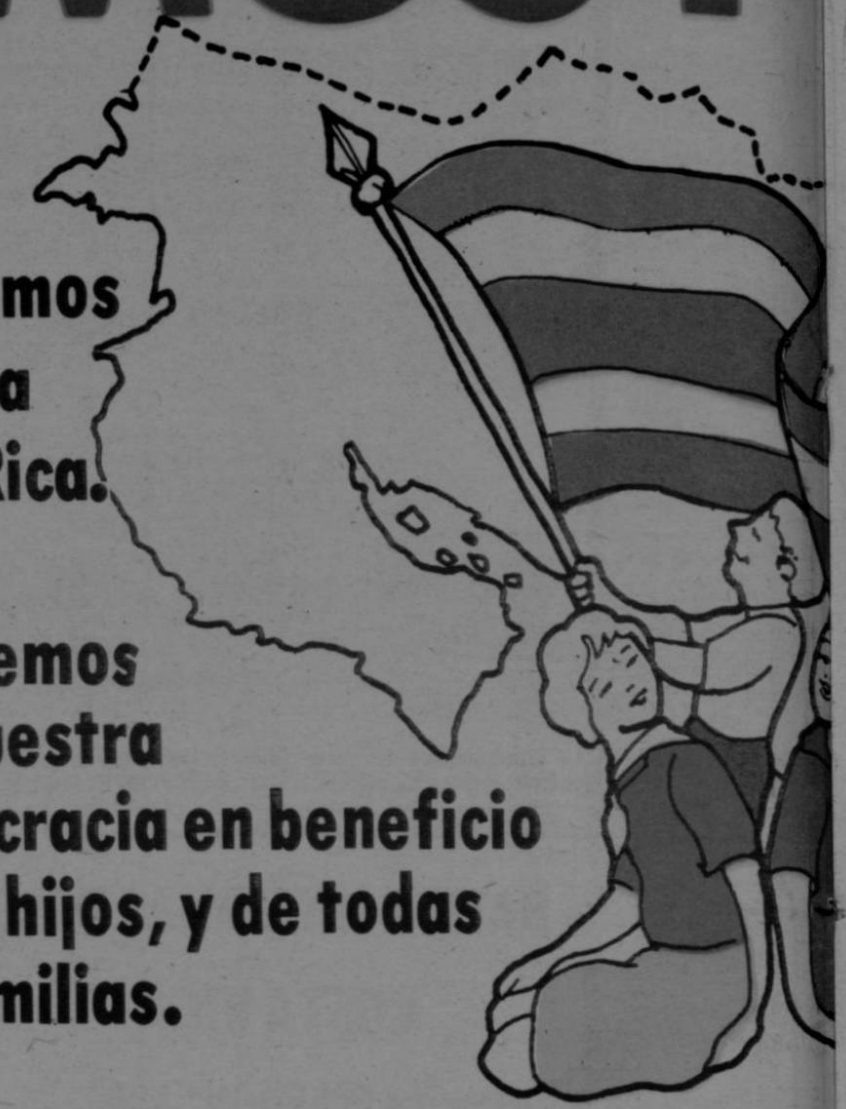 mos
a
Rica.
emos
uestra
cracia en beneficio
hijos, y de todas
milias.